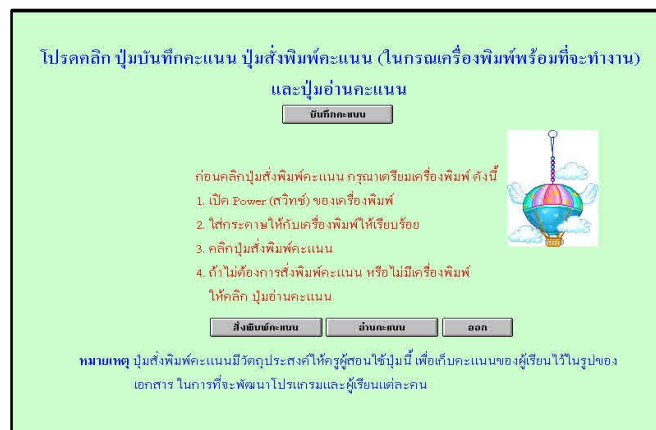 โปรดคลิก ปุ่มบันทึกคะแนน ปุ่มสั่งพิมพ์คะแนน (ในกรณเครื่องพิมพ์พร้อมที่จะทำงาน)
และปุ่มอ่านคะแนน
บันทึกคะแนน
ก่อนคลิกปุ่มสั่งพิมพ์คะแนน กรุณาเตรียมเครื่องพิมพ์ ดังนี้
1. เปิด Power (สวิทช์) ของเครื่องพิมพ์
2. ใส่กระดาษให้กับเครื่องพิมพ์ให้เรียบร้อย
3. คลิกปุ่มสั่งพิมพ์คะแนน
4. ถ้าไม่ต้องการสั่งพิมพ์คะแนน หรือไม่มีเครื่องพิมพ์
ให้คลิก ปุ่มอ่านคะแนน
สั่งพิมพ์คะแนน อ่านคะแนน ออก
หมายเหตุ ปุ่มสั่งพิมพ์คะแนนมีวัตถุประสงค์ให้ครูผู้สอนใช้ปุ่มนี้ เพื่อเก็บคะแนนของผู้เรียนไว้ในรูปของ
เอกสาร ในการที่จะพัฒนาโปรแกรมและผู้เรียนแต่ละคน